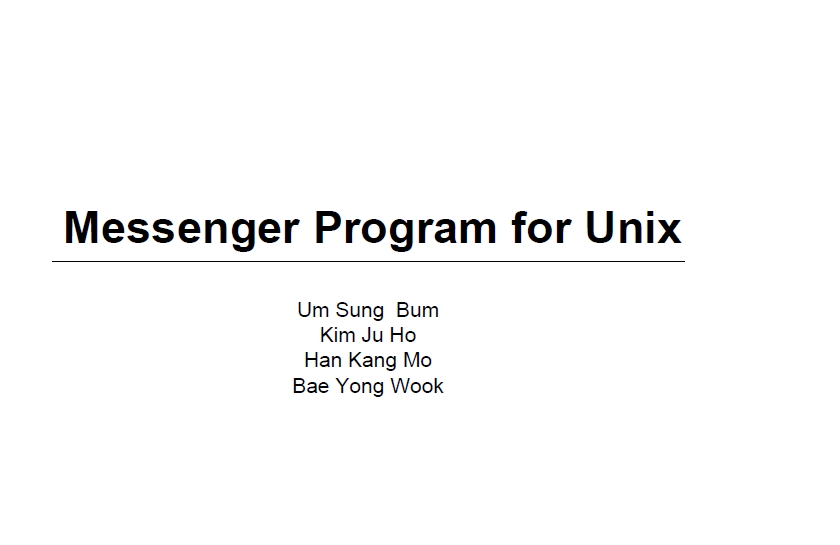 Messenger Program for Unix
Um Sung  Bum
Kim Ju Ho
Han Kang Mo
Bae Yong Wook